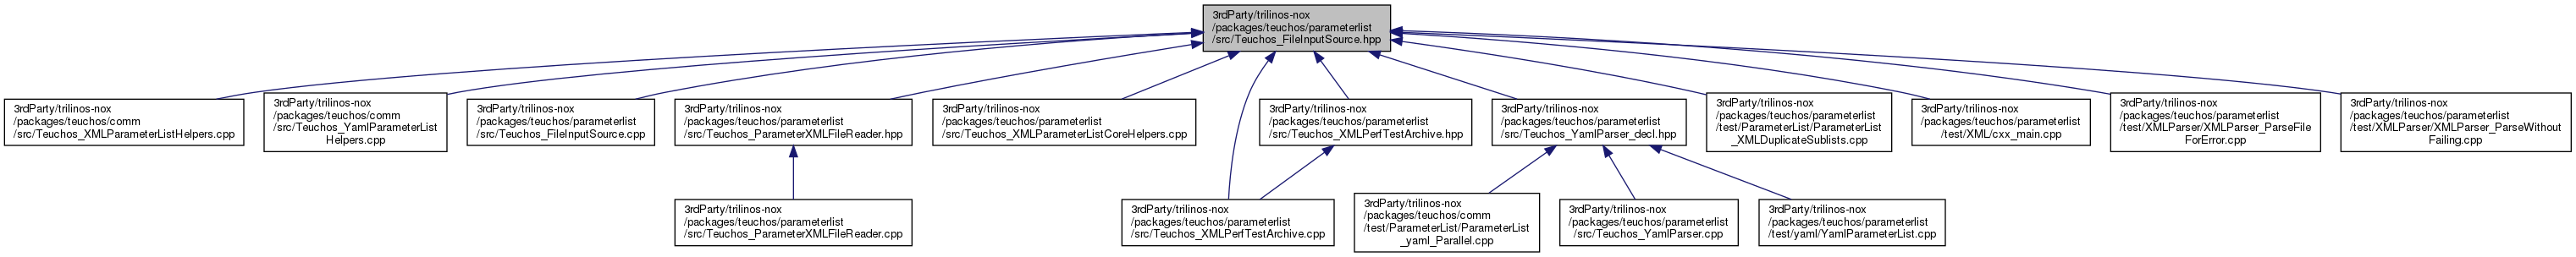 3rdParty/trilinos-nox
/packages/teuchos/parameterlist
/src/Teuchos_FileInputSource.hpp
3rdParty/trilinos-nox
/packages/teuchos/comm
/src/Teuchos_XMLParameterListHelpers.cpp
3rdParty/trilinos-nox
/packages/teuchos/comm
/src/Teuchos_YamlParameterList
Helpers.cpp
3rdParty/trilinos-nox
/packages/teuchos/parameterlist
/src/Teuchos_FileInputSource.cpp
3rdParty/trilinos-nox
/packages/teuchos/parameterlist
/src/Teuchos_ParameterXMLFileReader.hpp
3rdParty/trilinos-nox
/packages/teuchos/parameterlist
/src/Teuchos_XMLParameterListCoreHelpers.cpp
3rdParty/trilinos-nox
/packages/teuchos/parameterlist
/src/Teuchos_XMLPerfTestArchive.hpp
3rdParty/trilinos-nox
/packages/teuchos/parameterlist
/src/Teuchos_YamlParser_decl.hpp
3rdParty/trilinos-nox
/packages/teuchos/parameterlist
/test/ParameterList/ParameterList
_XMLDuplicateSublists.cpp
3rdParty/trilinos-nox
/packages/teuchos/parameterlist
/test/XML/cxx_main.cpp
3rdParty/trilinos-nox
/packages/teuchos/parameterlist
/test/XMLParser/XMLParser_ParseFile
ForError.cpp
3rdParty/trilinos-nox
/packages/teuchos/parameterlist
/test/XMLParser/XMLParser_ParseWithout
Failing.cpp
3rdParty/trilinos-nox
/packages/teuchos/parameterlist
/src/Teuchos_ParameterXMLFileReader.cpp
3rdParty/trilinos-nox
/packages/teuchos/parameterlist
/src/Teuchos_XMLPerfTestArchive.cpp
3rdParty/trilinos-nox
/packages/teuchos/comm
/test/ParameterList/ParameterList
_yaml_Parallel.cpp
3rdParty/trilinos-nox
/packages/teuchos/parameterlist
/src/Teuchos_YamlParser.cpp
3rdParty/trilinos-nox
/packages/teuchos/parameterlist
/test/yaml/YamlParameterList.cpp